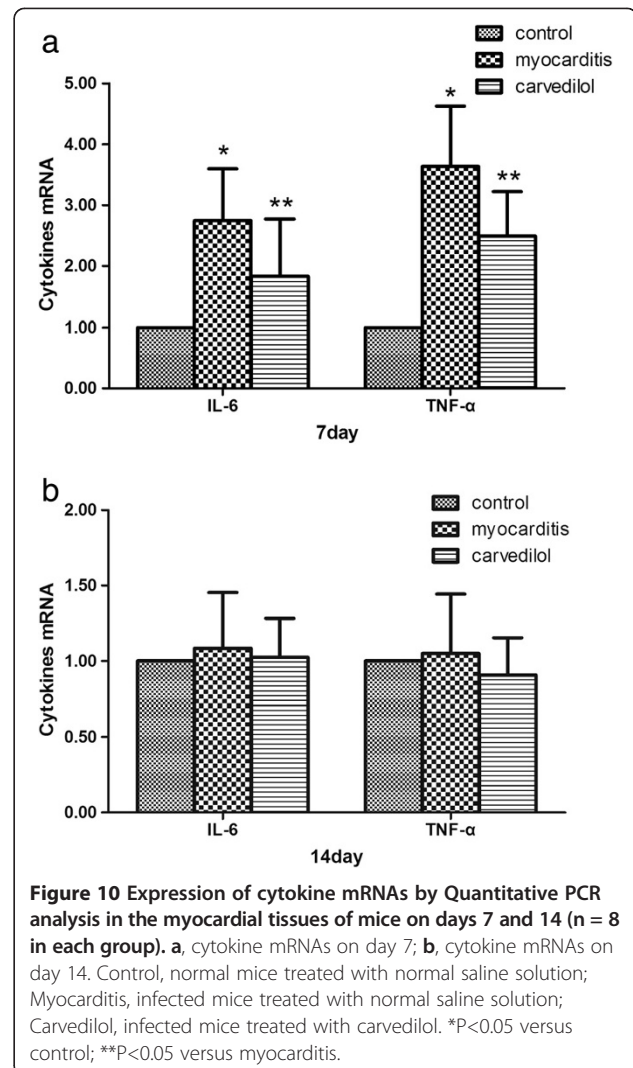 a
control
myocarditis
carvedilol
5.00
4.00
3.00
2.00
1.00
0.00
Cytokines mRNA
*
**
*
**
IL-6
TNF-α
7day
b
control
myocarditis
carvedilol
2.00
1.50
1.00
0.50
0.00
Cytokines mRNA
IL-6
TNF-α
14day
Figure 10 Expression of cytokine mRNAs by Quantitative PCR
analysis in the myocardial tissues of mice on days 7 and 14 (n = 8
in each group). a, cytokine mRNAs on day 7; b, cytokine mRNAs on
day 14. Control, normal mice treated with normal saline solution;
Myocarditis, infected mice treated with normal saline solution;
Carvedilol, infected mice treated with carvedilol. *P<0.05 versus
control; **P<0.05 versus myocarditis.